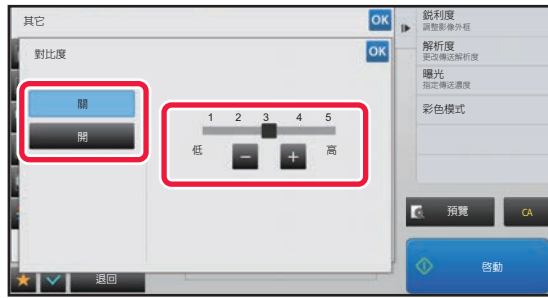 其它
OK
對比度
OK
關
開
1 2 3 4 5
低
−
+
高
銳利度
調整影像外框
解析度
更改傳送解析度
曝光
指定傳送濃度
彩色模式
預覽
CA
啓動
退回